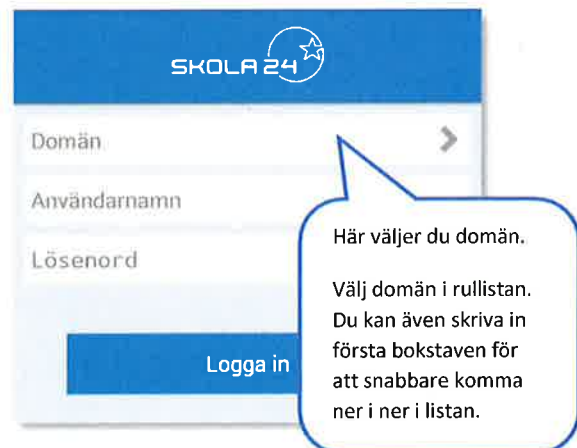 SKOLA 24
Domän
Användarnamn
Lösenord
Logga in
Här väljer du domän.
Välj domän i rullistan.
Du kan även skriva in
första bokstaven för
att snabbare komma
ner i ner i listan.